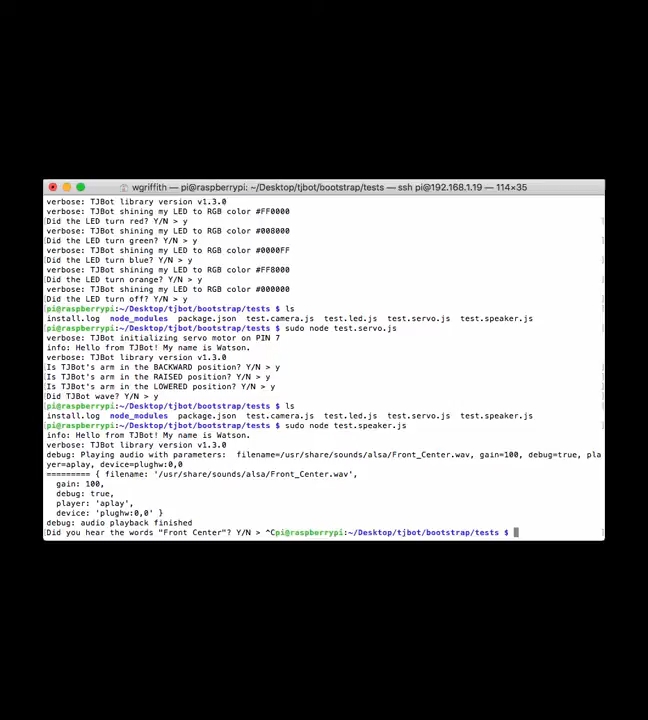 wgriffith — pi@raspberrypi: ~/Desktop/tjbot/bootstrap/tests — ssh pi@192.168.1.19 — 114×35
verbose: TJBot library version v1.3.0
verbose: TJBot shining my LED to RGB color #FF0000
Did the LED turn red? Y/N > y
verbose: TJBot shining my LED to RGB color #008000
Did the LED turn green? Y/N > y
verbose: TJBot shining my LED to RGB color #0000FF
Did the LED turn blue? Y/N > y
verbose: TJBot shining my LED to RGB color #FF8000
Did the LED turn orange? Y/N > y
verbose: TJBot shining my LED to RGB color #000000
Did the LED turn off? Y/N > y
pi@raspberrypi:~/Desktop/tjbot/bootstrap/tests $ ls
install.log  node_modules  package.json  test.camera.js  test.led.js  test.servo.js  test.speaker.js
pi@raspberrypi:~/Desktop/tjbot/bootstrap/tests $ sudo node test.servo.js
verbose: TJBot initializing servo motor on PIN 7
info: Hello from TJBot! My name is Watson.
verbose: TJBot library version v1.3.0
Is TJBot's arm in the BACKWARD position? Y/N > y
Is TJBot's arm in the RAISED position? Y/N > y
Is TJBot's arm in the LOWERED position? Y/N > y
Did TJBot wave? Y/N > y
pi@raspberrypi:~/Desktop/tjbot/bootstrap/tests $ ls
install.log  node_modules  package.json  test.camera.js  test.led.js  test.servo.js  test.speaker.js
pi@raspberrypi:~/Desktop/tjbot/bootstrap/tests $ sudo node test.speaker.js
info: Hello from TJBot! My name is Watson.
verbose: TJBot library version v1.3.0
debug: Playing audio with parameters:  filename=/usr/share/sounds/alsa/Front_Center.wav, gain=100, debug=true, pla
yer=aplay, device=plughw:0,0
========= { filename: '/usr/share/sounds/alsa/Front_Center.wav',
  gain: 100,
  debug: true,
  player: 'aplay',
  device: 'plughw:0,0' }
debug: audio playback finished
Did you hear the words "Front Center"? Y/N > ^Cpi@raspberrypi:~/Desktop/tjbot/bootstrap/tests $